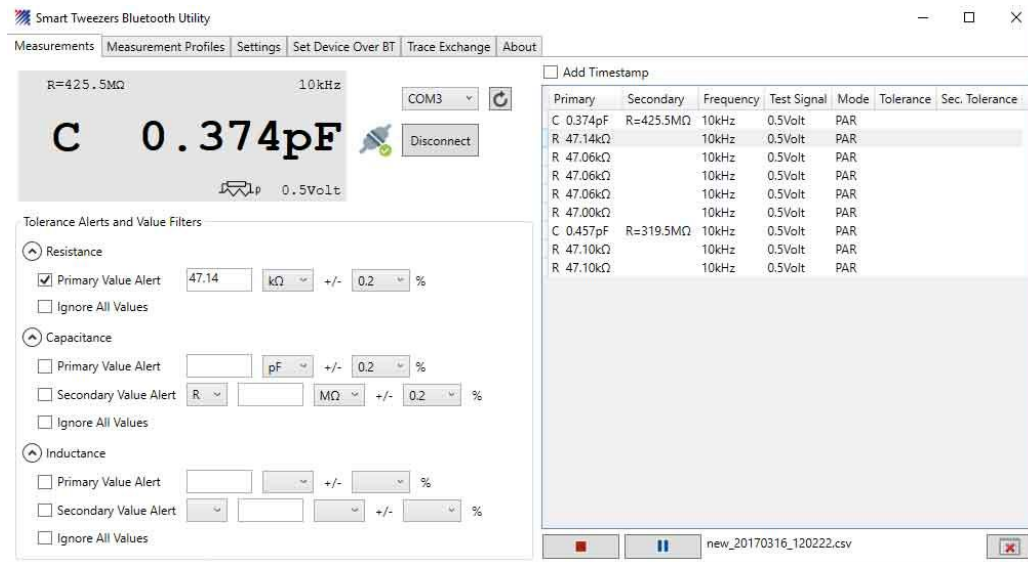 Smart Tweezers Bluetooth Utility
Measurements Measurement Profiles Settings Set Device Over BT Trace Exchange About
R=425.5MΩ 10kHz
C 0.374pF
p 0.5Volt
COM3
Disconnect
Tolerance Alerts and Value Filters
Resistance
Primary Value Alert 47.14 kΩ +/- 0.2 %
Ignore All Values
Capacitance
Primary Value Alert pF +/- 0.2 %
Secondary Value Alert R MΩ +/- 0.2 %
Ignore All Values
Inductance
Primary Value Alert +/- %
Secondary Value Alert +/- %
Ignore All Values
Add Timestamp
Primary Secondary Frequency Test Signal Mode Tolerance Sec. Tolerance
C 0.374pF R=425.5MΩ 10kHz 0.5Volt PAR
R 47.14kΩ 10kHz 0.5Volt PAR
R 47.06kΩ 10kHz 0.5Volt PAR
R 47.06kΩ 10kHz 0.5Volt PAR
R 47.06kΩ 10kHz 0.5Volt PAR
R 47.00kΩ 10kHz 0.5Volt PAR
C 0.457pF R=319.5MΩ 10kHz 0.5Volt PAR
R 47.10kΩ 10kHz 0.5Volt PAR
R 47.10kΩ 10kHz 0.5Volt PAR
new_20170316_120222.csv